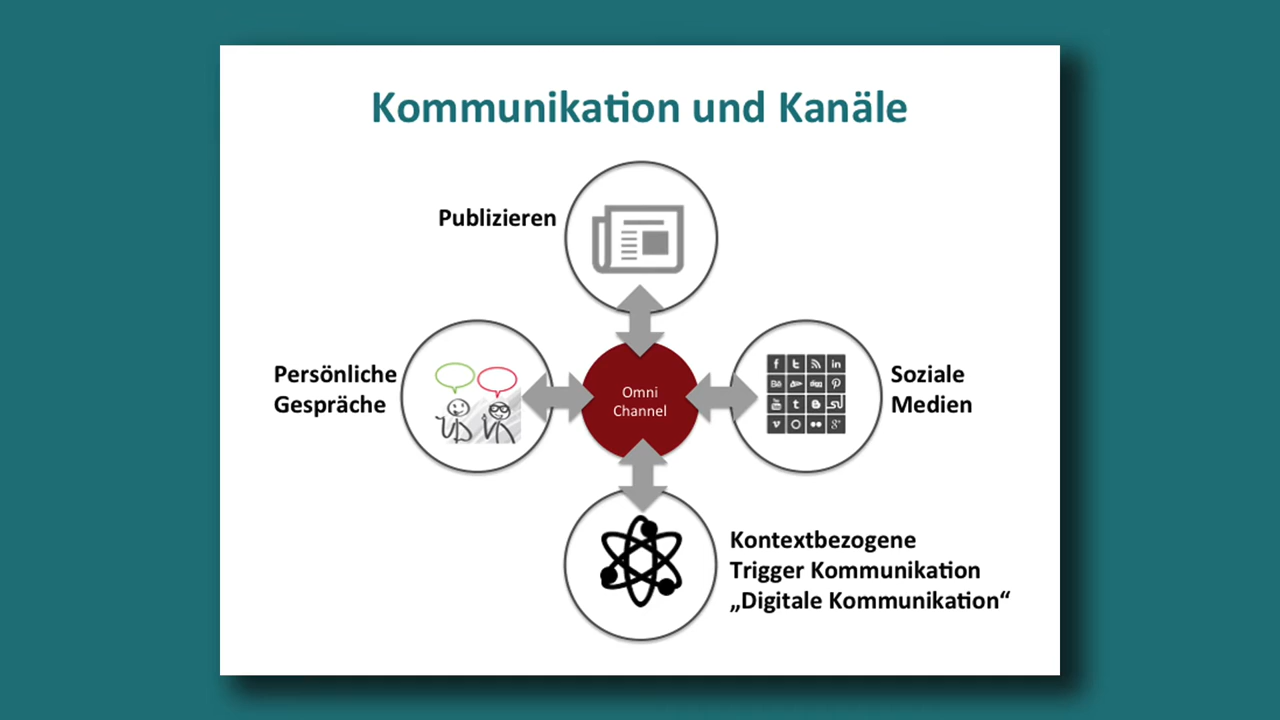 Kommunikation und Kanäle
Publizieren
Persönliche
Gespräche
Omni
Channel
Soziale
Medien
Kontextbezogene
Trigger Kommunikation
„Digitale Kommunikation“